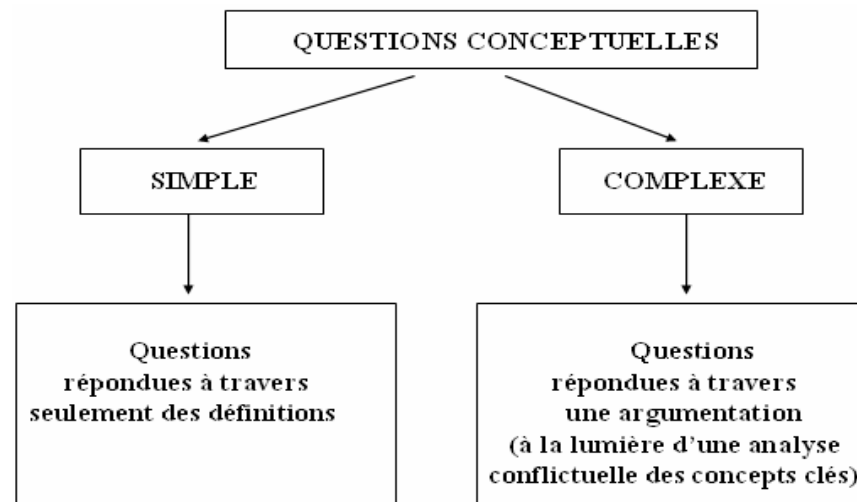 QUESTIONS CONCEPTUELLES
SIMPLE
COMPLEXE
Questions
répondues à travers
seulement des définitions
Questions
répondues à travers
une argumentation
(à la lumière d'une analyse
conflictuelle des concepts clés)